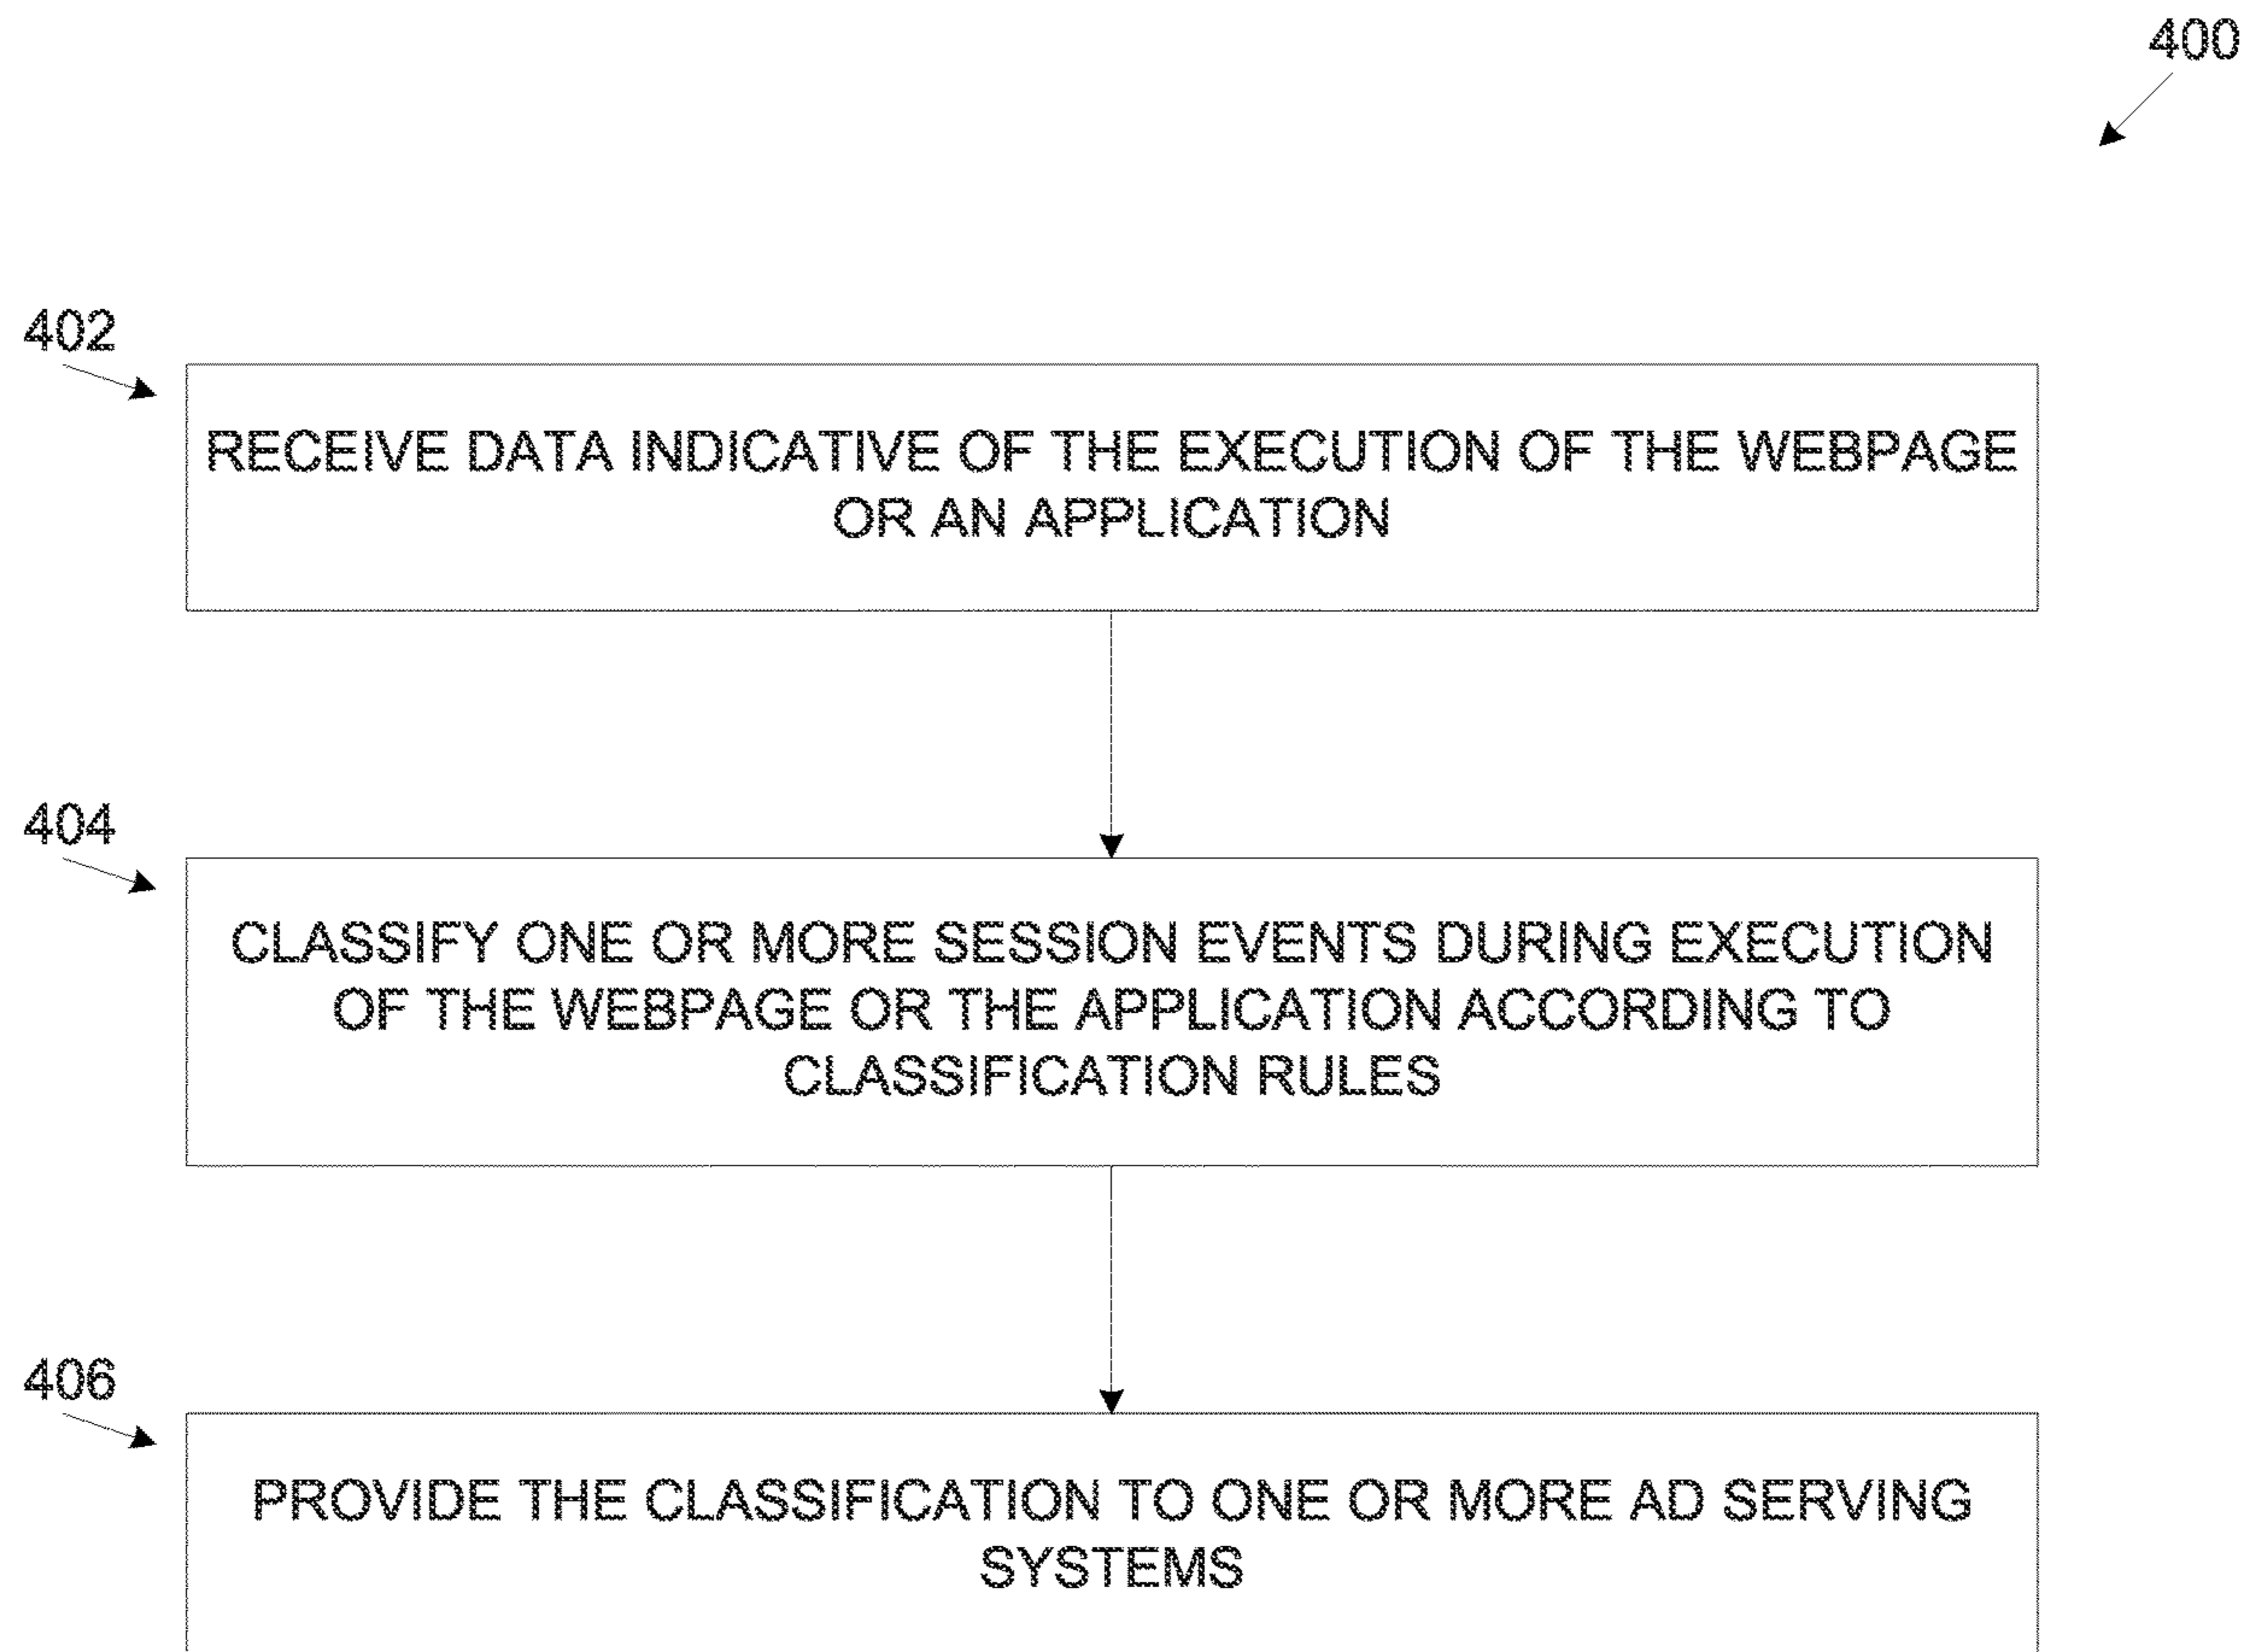 400
402
RECEIVE DATA INDICATIVE OF THE EXECUTION OF THE WEBPAGE
OR AN APPLICATION
404
CLASSIFY ONE OR MORE SESSION EVENTS DURING EXECUTION
OF THE WEBPAGE OR THE APPLICATION ACCORDING TO
CLASSIFICATION RULES
406
PROVIDE THE CLASSIFICATION TO ONE OR MORE AD SERVING
SYSTEMS